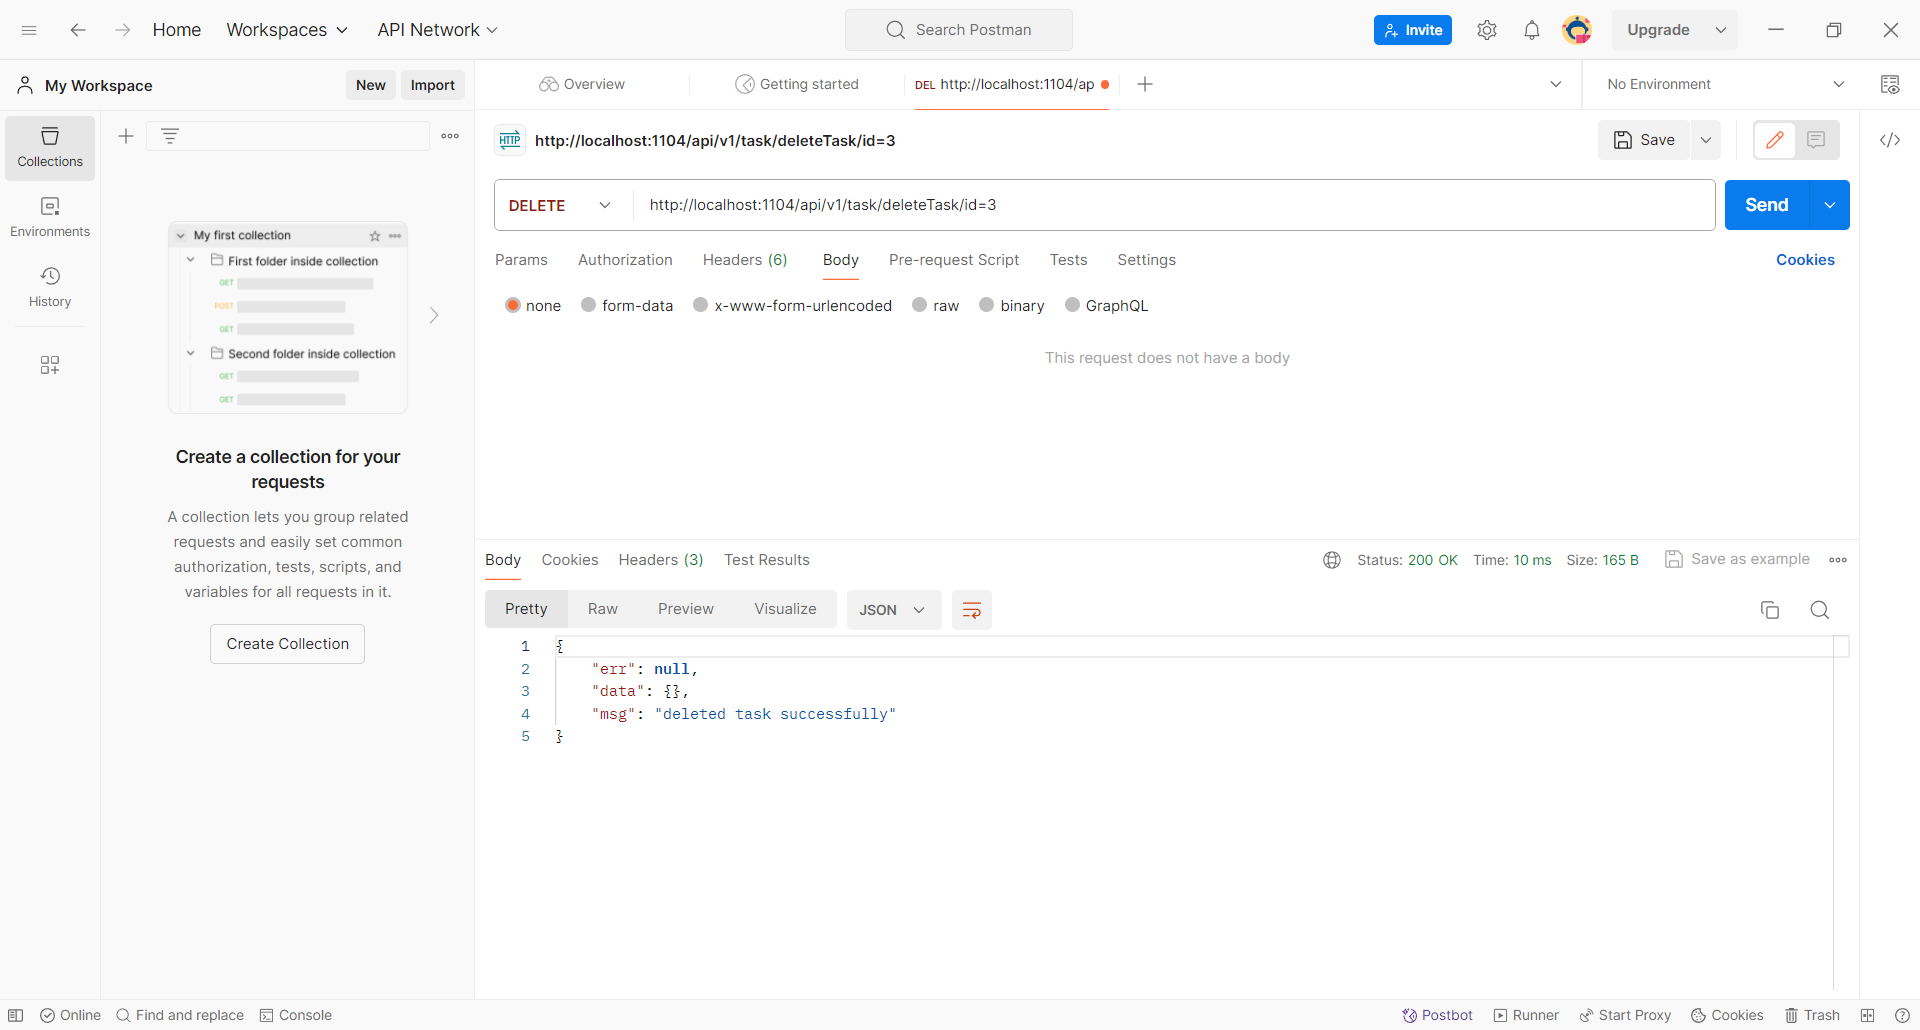 Home Workspaces API Network Search Postman Invite Upgrade
My Workspace New Import Overview Getting started DEL http://localhost:1104/ap No Environment
Collections
Environments
History
My first collection
First folder inside collection
GET
POST
GET
Second folder inside collection
GET
GET
Create a collection for your
requests
A collection lets you group related
requests and easily set common
authorization, tests, scripts, and
variables for all requests in it.
Create Collection
HTTP http://localhost:1104/api/v1/task/deleteTask/id=3 Save
DELETE http://localhost:1104/api/v1/task/deleteTask/id=3 Send
Params Authorization Headers (6) Body Pre-request Script Tests Settings Cookies
none form-data x-www-form-urlencoded raw binary GraphQL
This request does not have a body
Body Cookies Headers (3) Test Results Status: 200 OK Time: 10 ms Size: 165 B Save as example
Pretty Raw Preview Visualize JSON
1 {
2 "err": null,
3 "data": {},
4 "msg": "deleted task successfully"
5 }
Online Find and replace Console Postbot Runner Start Proxy Cookies Trash